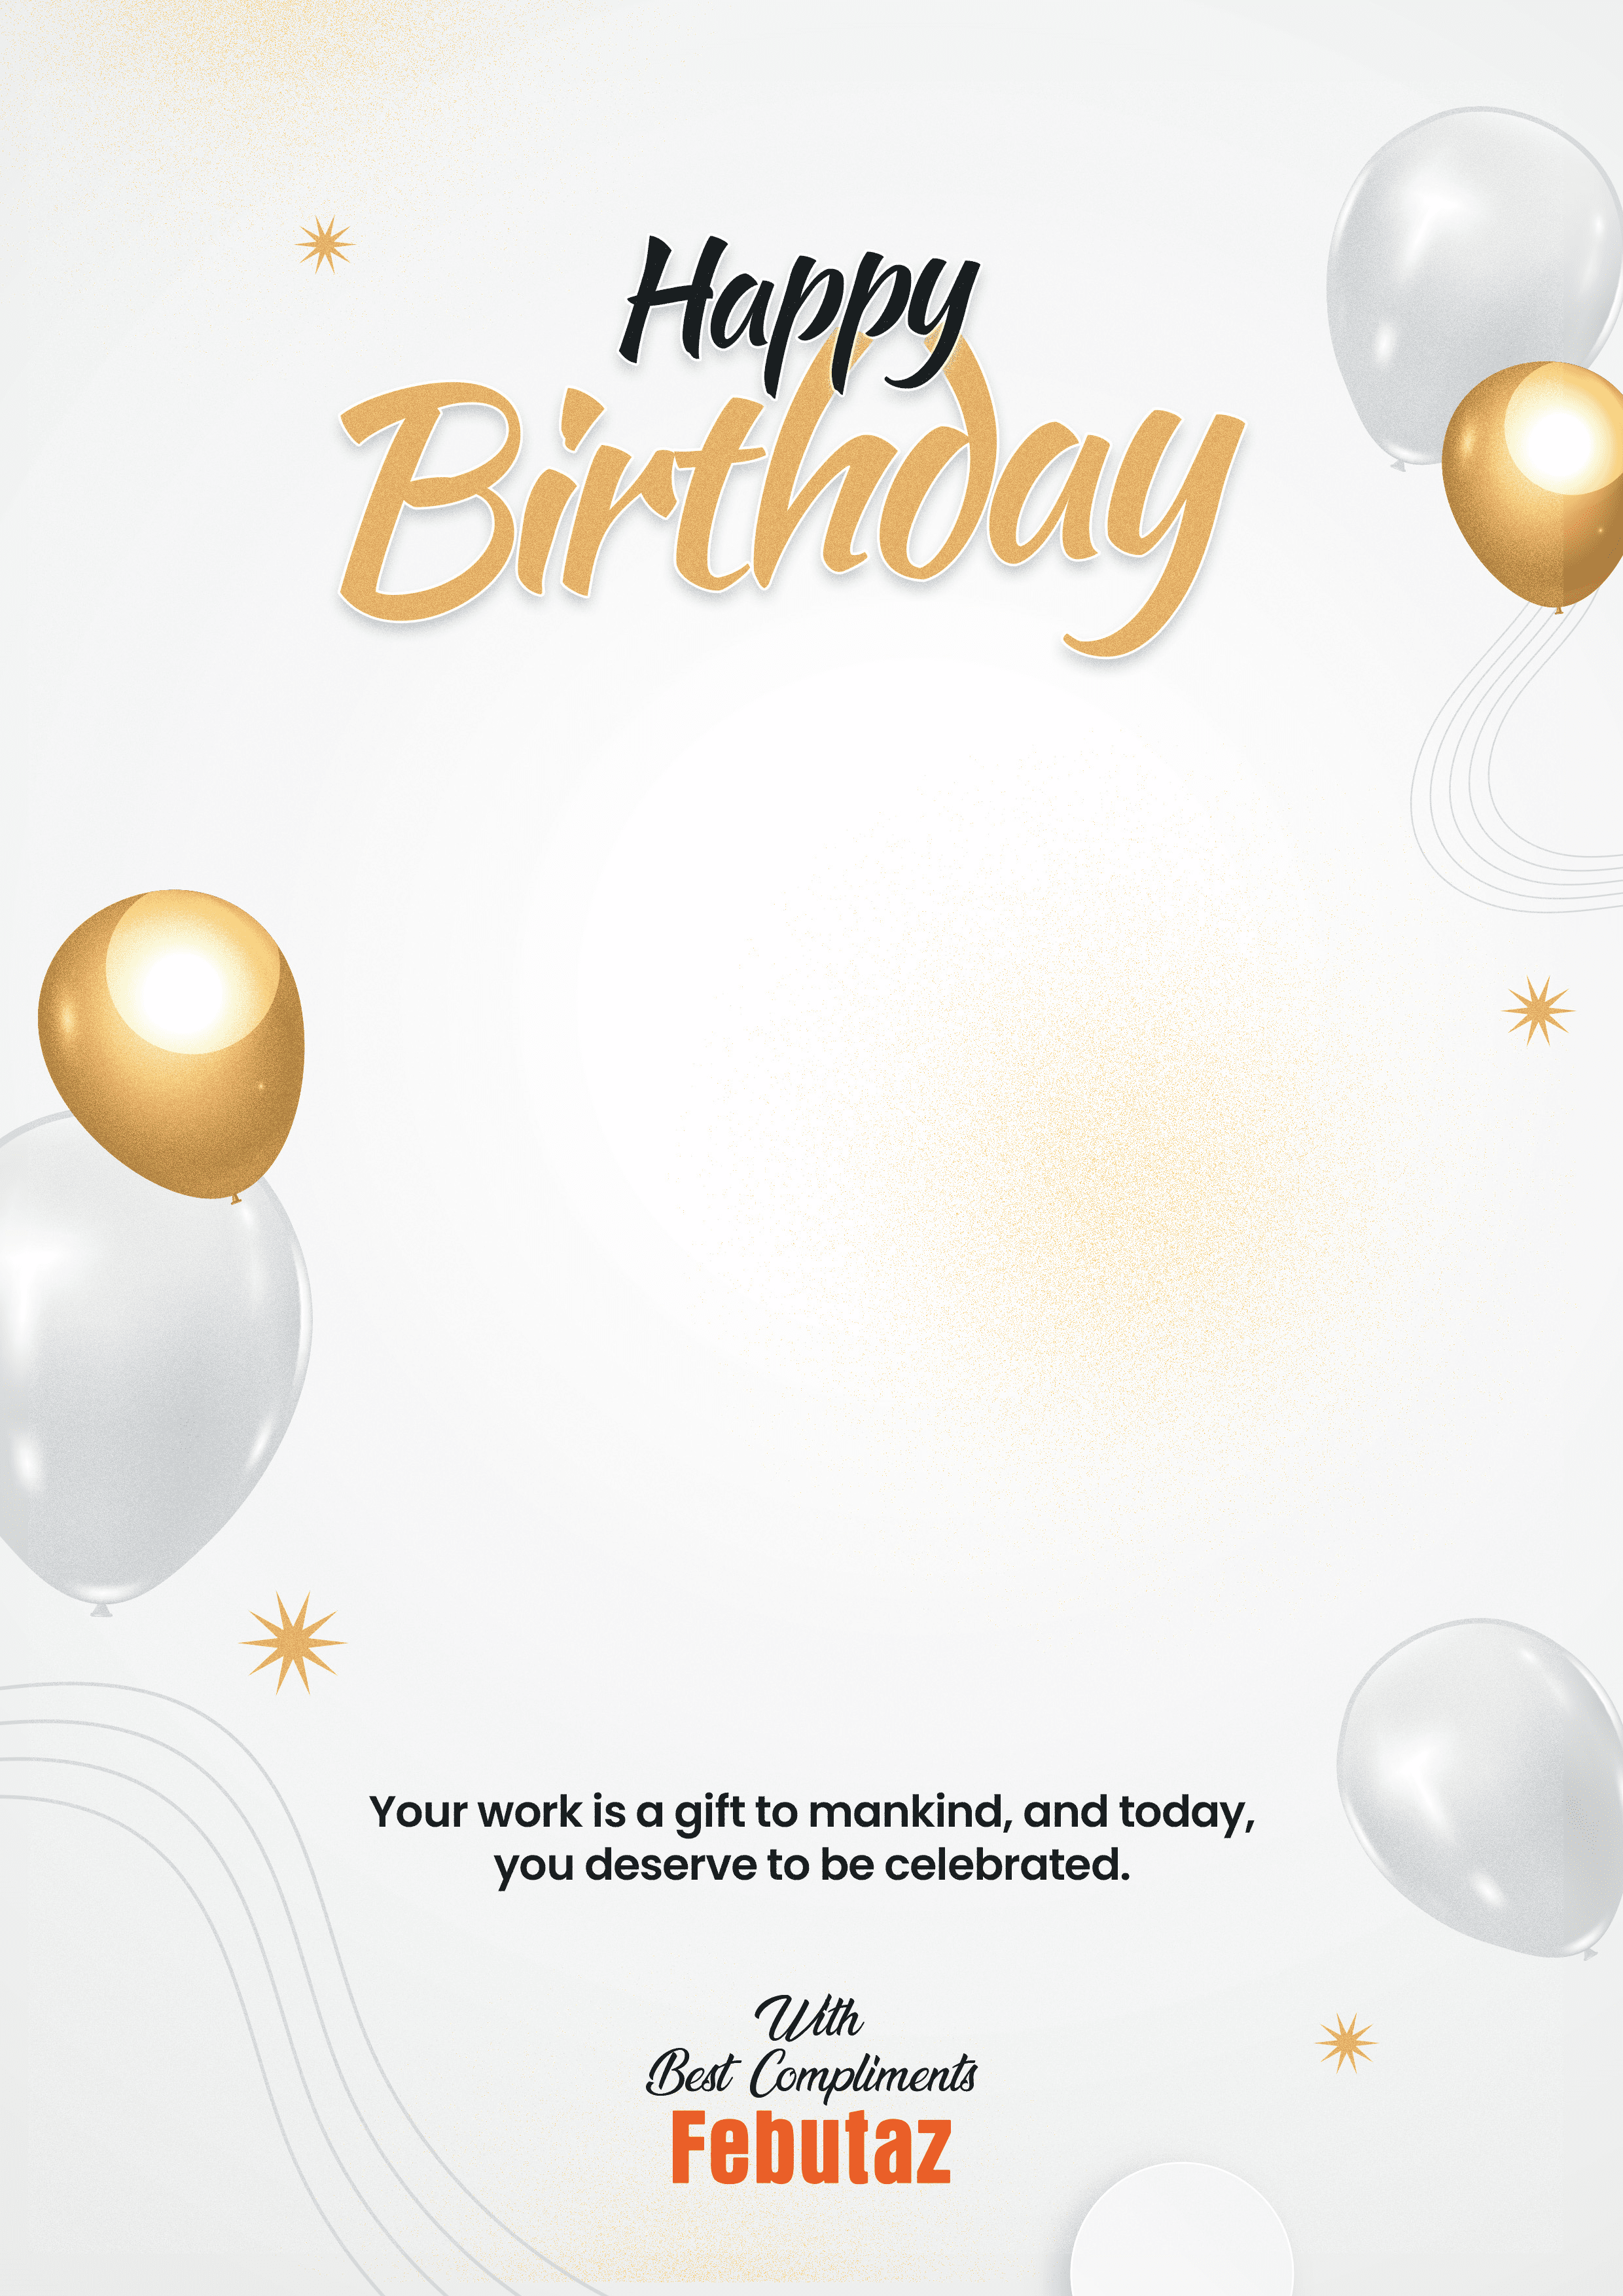 Happy
Birthday
Your work is a gift to mankind, and today,
you deserve to be celebrated.
With
Best Compliments
Febutaz